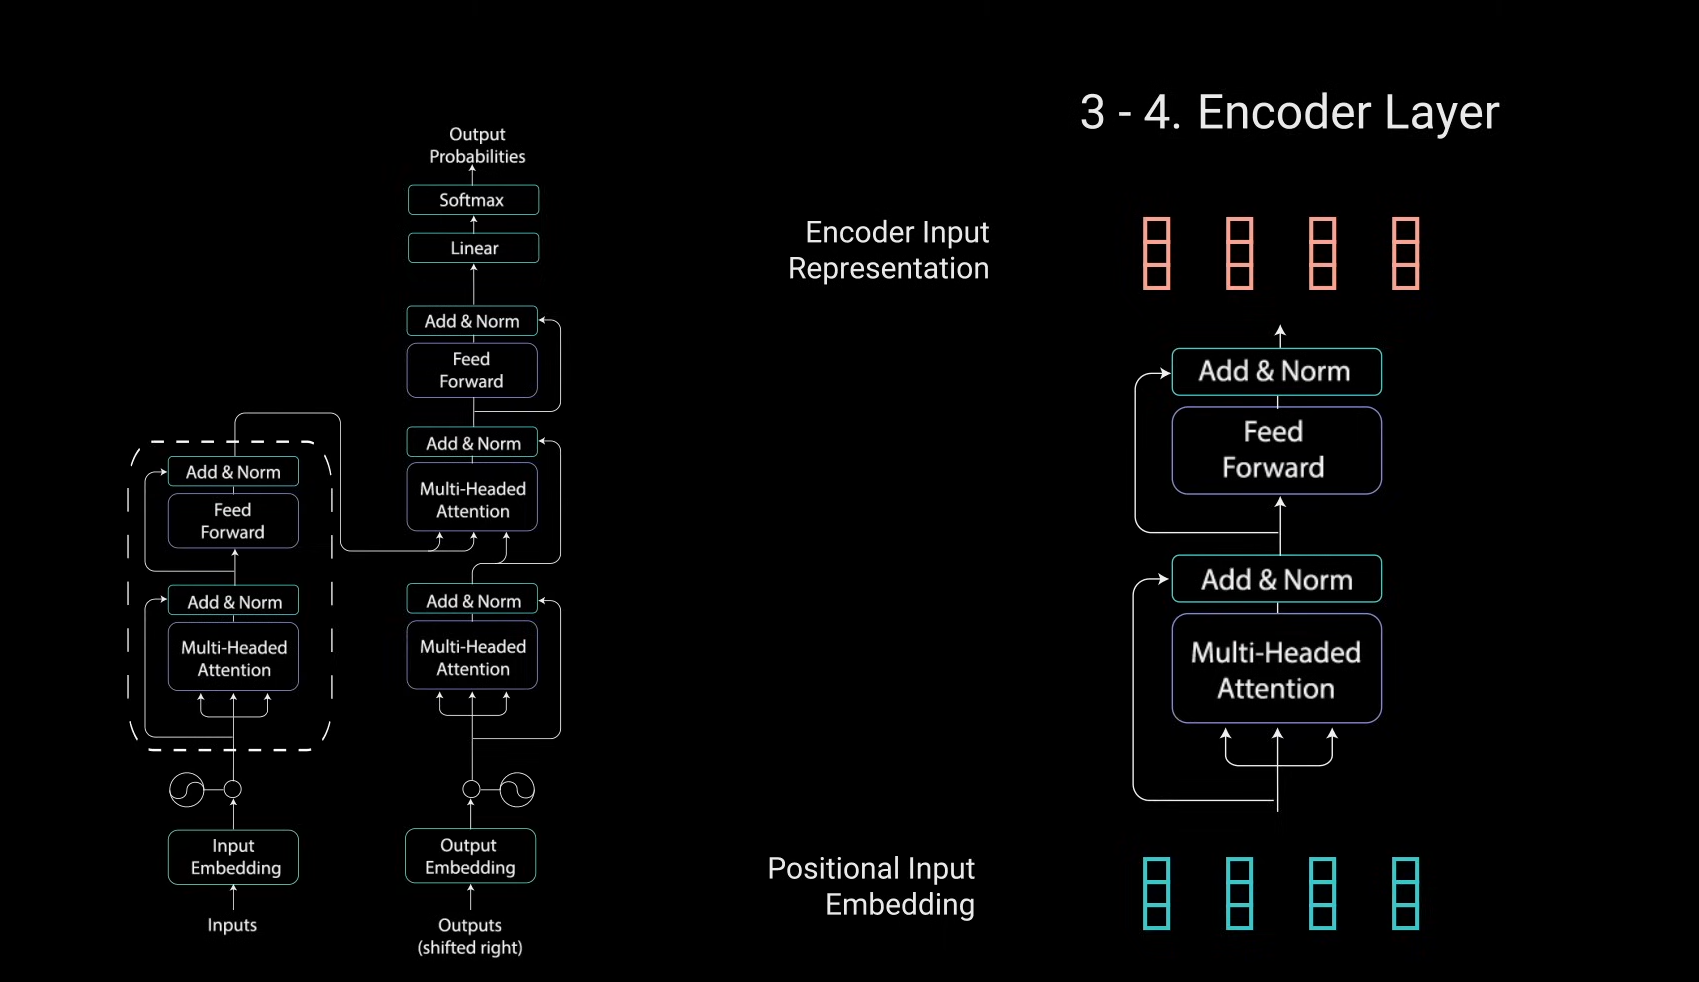 3 - 4. Encoder Layer
Output
Probabilities
Softmax
Linear
Add & Norm
Feed
Forward
Add & Norm
Multi-Headed
Attention
Add & Norm
Multi-Headed
Attention
Output
Embedding
Outputs
(shifted right)
Add & Norm
Feed
Forward
Add & Norm
Multi-Headed
Attention
Input
Embedding
Inputs
Encoder Input
Representation
Add & Norm
Feed
Forward
Add & Norm
Multi-Headed
Attention
Positional Input
Embedding